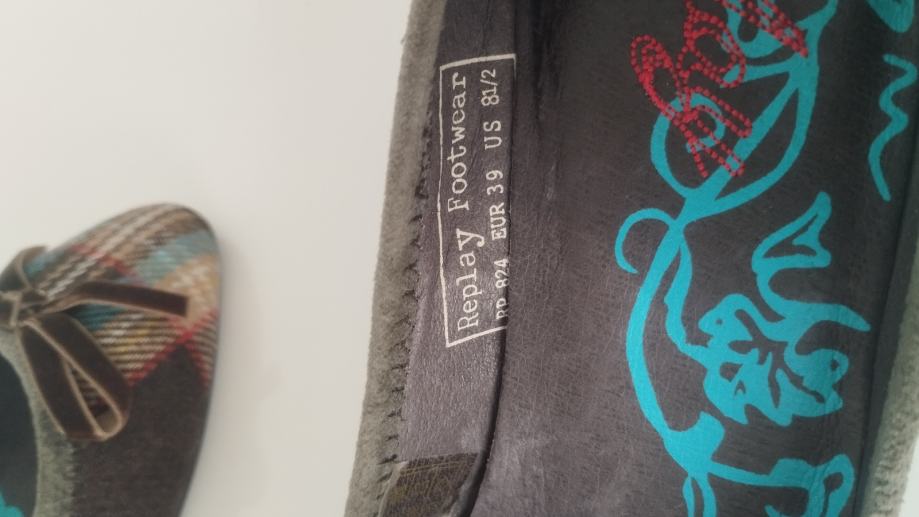 Replay Footwear
RP 824 EUR 39 US 81/2